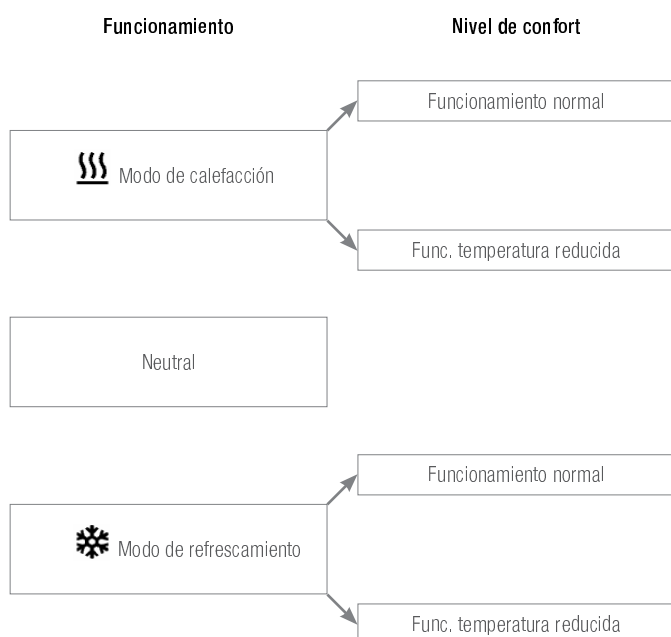 Funcionamiento
Nivel de confort
Funcionamiento normal
Modo de calefacción
Func. temperatura reducida
Neutral
Funcionamiento normal
Modo de refrescamiento
Func. temperatura reducida